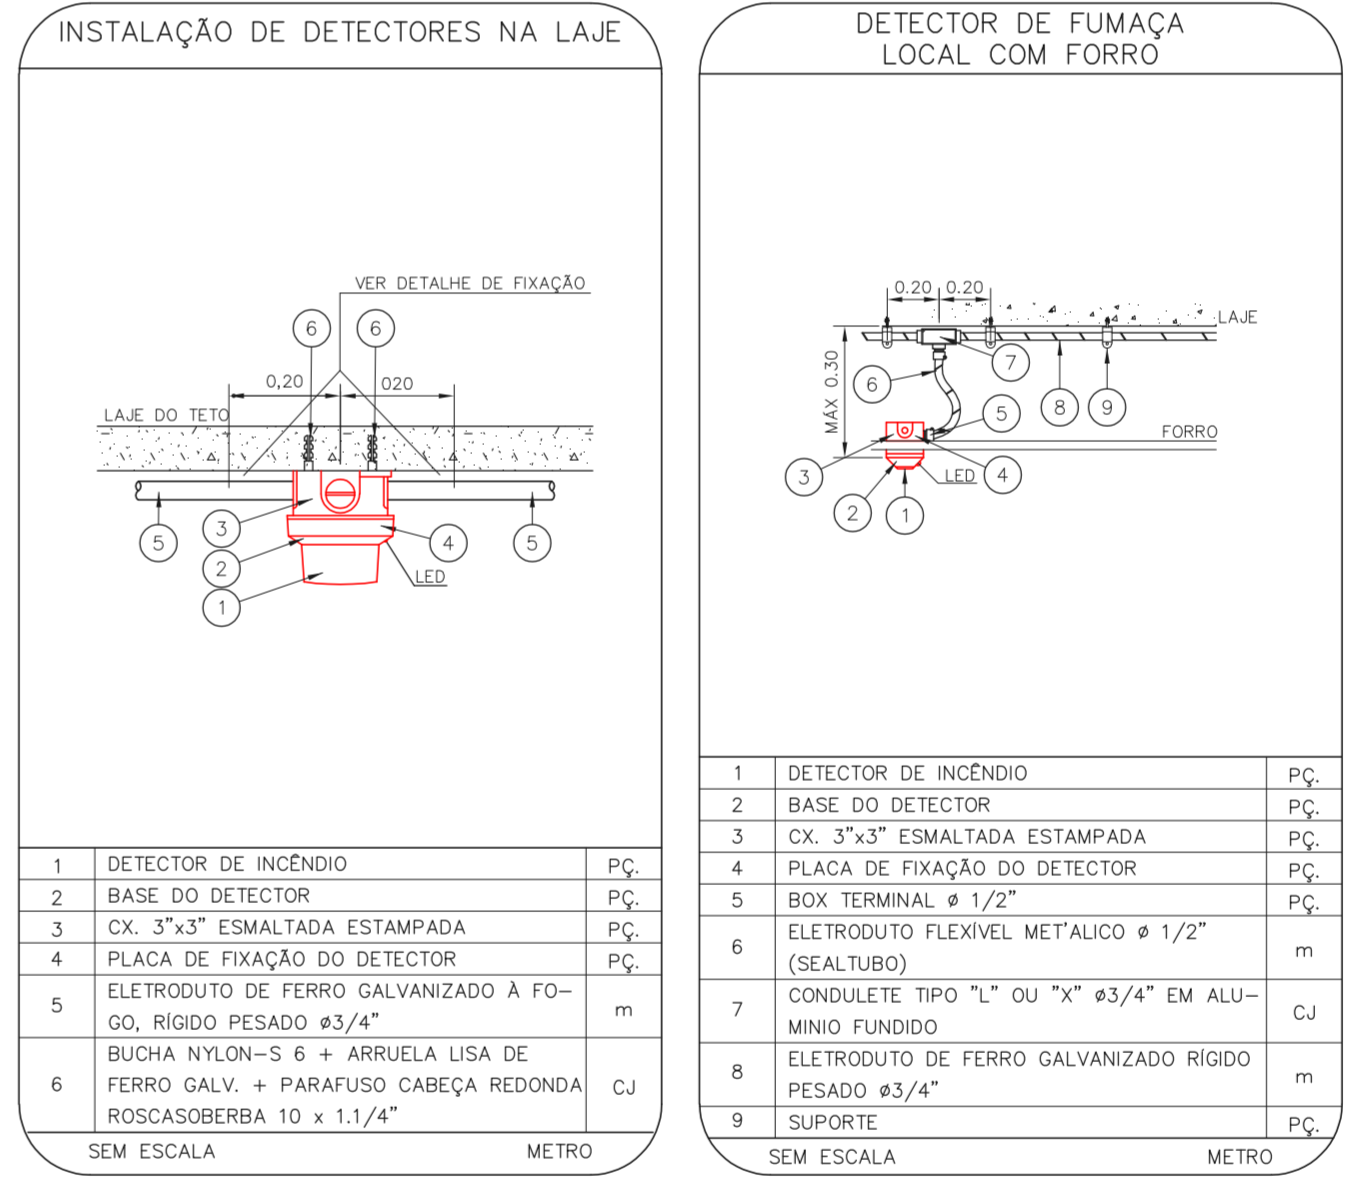 INSTALAÇÃO DE DETECTORES NA LAJE
VER DETALHE DE FIXAÇÃO
6 6
0,20 020
LAJE DO TETO
5 3 4 5
2 LED
1
1 DETECTOR DE INCÊNDIO PÇ.
2 BASE DO DETECTOR PÇ.
3 CX. 3"x3" ESMALTADA ESTAMPADA PÇ.
4 PLACA DE FIXAÇÃO DO DETECTOR PÇ.
5 ELETRODUTO DE FERRO GALVANIZADO À FO-
GO, RÍGIDO PESADO ø3/4" m
BUCHA NYLON-S 6 + ARRUELA LISA DE
6 FERRO GALV. + PARAFUSO CABEÇA REDONDA CJ
ROSCASOBERBA 10 x 1.1/4"
SEM ESCALA METRO
DETECTOR DE FUMAÇA
LOCAL COM FORRO
0.20 0.20
LAJE
MÁX 0.30
7
6
5 8 9
FORRO
3 LED 4
2 1
1 DETECTOR DE INCÊNDIO PÇ.
2 BASE DO DETECTOR PÇ.
3 CX. 3"x3" ESMALTADA ESTAMPADA PÇ.
4 PLACA DE FIXAÇÃO DO DETECTOR PÇ.
5 BOX TERMINAL ø 1/2" PÇ.
6 ELETRODUTO FLEXÍVEL MET'ALICO ø 1/2"
(SEALTUBO) m
7 CONDULETE TIPO "L" OU "X" ø3/4" EM ALU-
MINIO FUNDIDO CJ
8 ELETRODUTO DE FERRO GALVANIZADO RÍGIDO
PESADO ø3/4" m
9 SUPORTE PÇ.
SEM ESCALA METRO